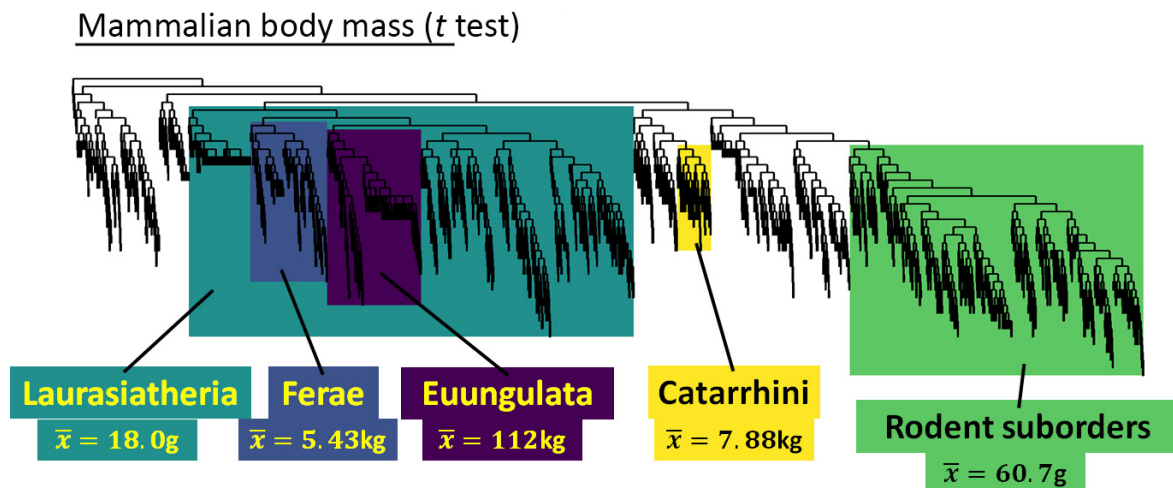 Mammalian body mass (t test)
Laurasiatheria
x̄ = 18.0g
Ferae
x̄ = 5.43kg
Euungulata
x̄ = 112kg
Catarrhini
x̄ = 7.88kg
Rodent suborders
x̄ = 60.7g